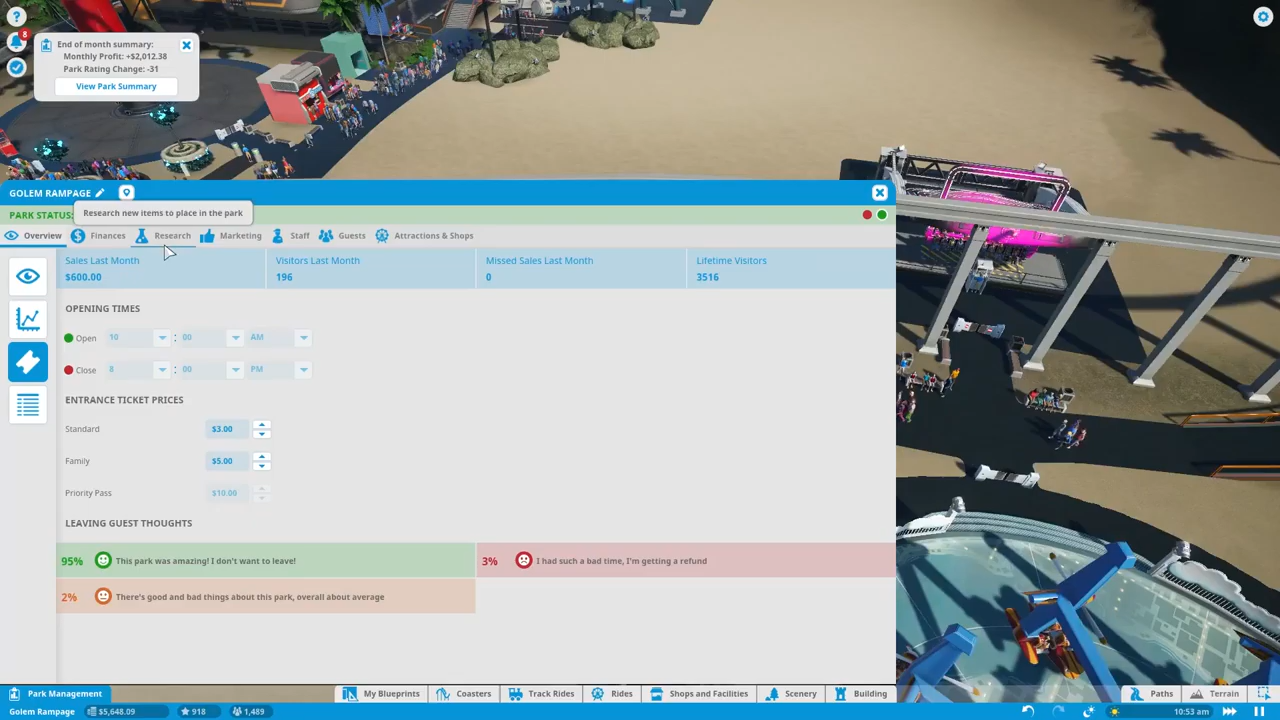 ?
8
End of month summary:
Monthly Profit: +$2,012.38
Park Rating Change: -31
View Park Summary
GOLEM RAMPAGE
PARK STATUS:
Research new items to place in the park
Overview Finances Research Marketing Staff Guests Attractions & Shops
Sales Last Month Visitors Last Month Missed Sales Last Month Lifetime Visitors
$600.00 196 0 3516
OPENING TIMES
Open 10 : 00 AM
Close 8 : 00 PM
ENTRANCE TICKET PRICES
Standard $3.00
Family $5.00
Priority Pass $10.00
LEAVING GUEST THOUGHTS
95% This park was amazing! I don't want to leave! 3% I had such a bad time, I'm getting a refund
2% There's good and bad things about this park, overall about average
Park Management My Blueprints Coasters Track Rides Rides Shops and Facilities Scenery Building Paths Terrain
Golem Rampage $5,648.09 918 1,489 10:53 am